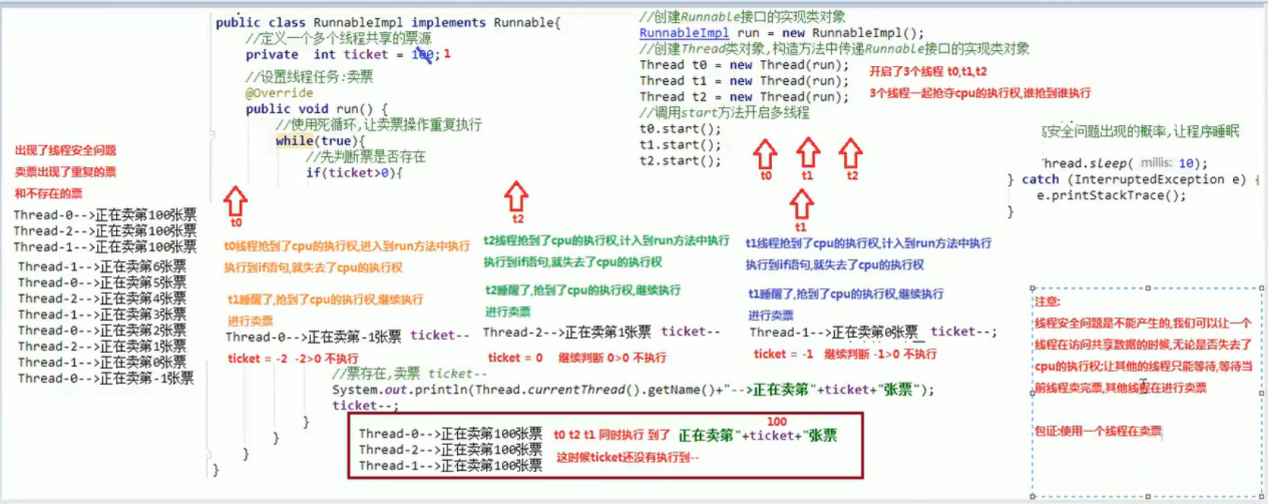 public class RunnableImpl implements Runnable{
//定义一个多个线程共享的票源
private  int ticket = 100; 1
//设置线程任务:卖票
@Override
public void run() {
//使用死循环,让卖票操作重复执行
while(true){
//先判断票是否存在
if(ticket>0){
//创建Runnable接口的实现类对象
RunnableImpl run = new RunnableImpl();
//创建Thread类对象,构造方法中传递Runnable接口的实现类对象
Thread t0 = new Thread(run);
Thread t1 = new Thread(run);
Thread t2 = new Thread(run);
//调用start方法开启多线程
t0.start();
t1.start();
t2.start();
开启了3个线程 t0,t1,t2
3个线程一起抢夺cpu的执行权,谁抢到谁执行
t0 t1 t2
安全问题出现的概率,让程序睡眠
hread.sleep( millis: 10);
} catch (InterruptedException e) {
e.printStackTrace();
}
出现了线程安全问题
卖票出现了重复的票
和不存在的票
Thread-0-->正在卖第100张票
Thread-2-->正在卖第100张票
Thread-1-->正在卖第100张票
Thread-1-->正在卖第6张票
Thread-0-->正在卖第5张票
Thread-2-->正在卖第4张票
Thread-1-->正在卖第3张票
Thread-0-->正在卖第2张票
Thread-2-->正在卖第1张票
Thread-1-->正在卖第0张票
Thread-0-->正在卖第-1张票
t0
t0线程抢到了cpu的执行权,进入到run方法中执行
执行到if语句,就失去了cpu的执行权
t1睡醒了,抢到了cpu的执行权,继续执行
进行卖票
Thread-0-->正在卖第-1张票 ticket--
ticket = -2  -2>0 不执行
t2
t2线程抢到了cpu的执行权,计入到run方法中执行
执行到if语句,就失去了cpu的执行权
t2睡醒了,抢到了cpu的执行权,继续执行
进行卖票
Thread-2-->正在卖第1张票 ticket--
ticket = 0 继续判断 0>0 不执行
t1
t1线程抢到了cpu的执行权,计入到run方法中执行
执行到if语句,就失去了cpu的执行权
t1睡醒了,抢到了cpu的执行权,继续执行
进行卖票
Thread-1-->正在卖第0张票 ticket--;
ticket = -1 继续判断 -1>0 不执行
//票存在,卖票 ticket--
System.out.println(Thread.currentThread().getName()+"-->正在卖第"+ticket+"张票");
ticket--;
}
}
}
}
100
Thread-0-->正在卖第100张票 t0 t2 t1 同时执行 到了 正在卖第"+ticket+"张票
Thread-2-->正在卖第100张票
Thread-1-->正在卖第100张票 这时候ticket还没有执行到--
注意:
线程安全问题是不能产生的,我们可以让一个
线程在访问共享数据的时候,无论是否失去了
cpu的执行权;让其他的线程只能等待,等待当
前线程卖完票,其他线程在进行卖票
包证:使用一个线程在卖票